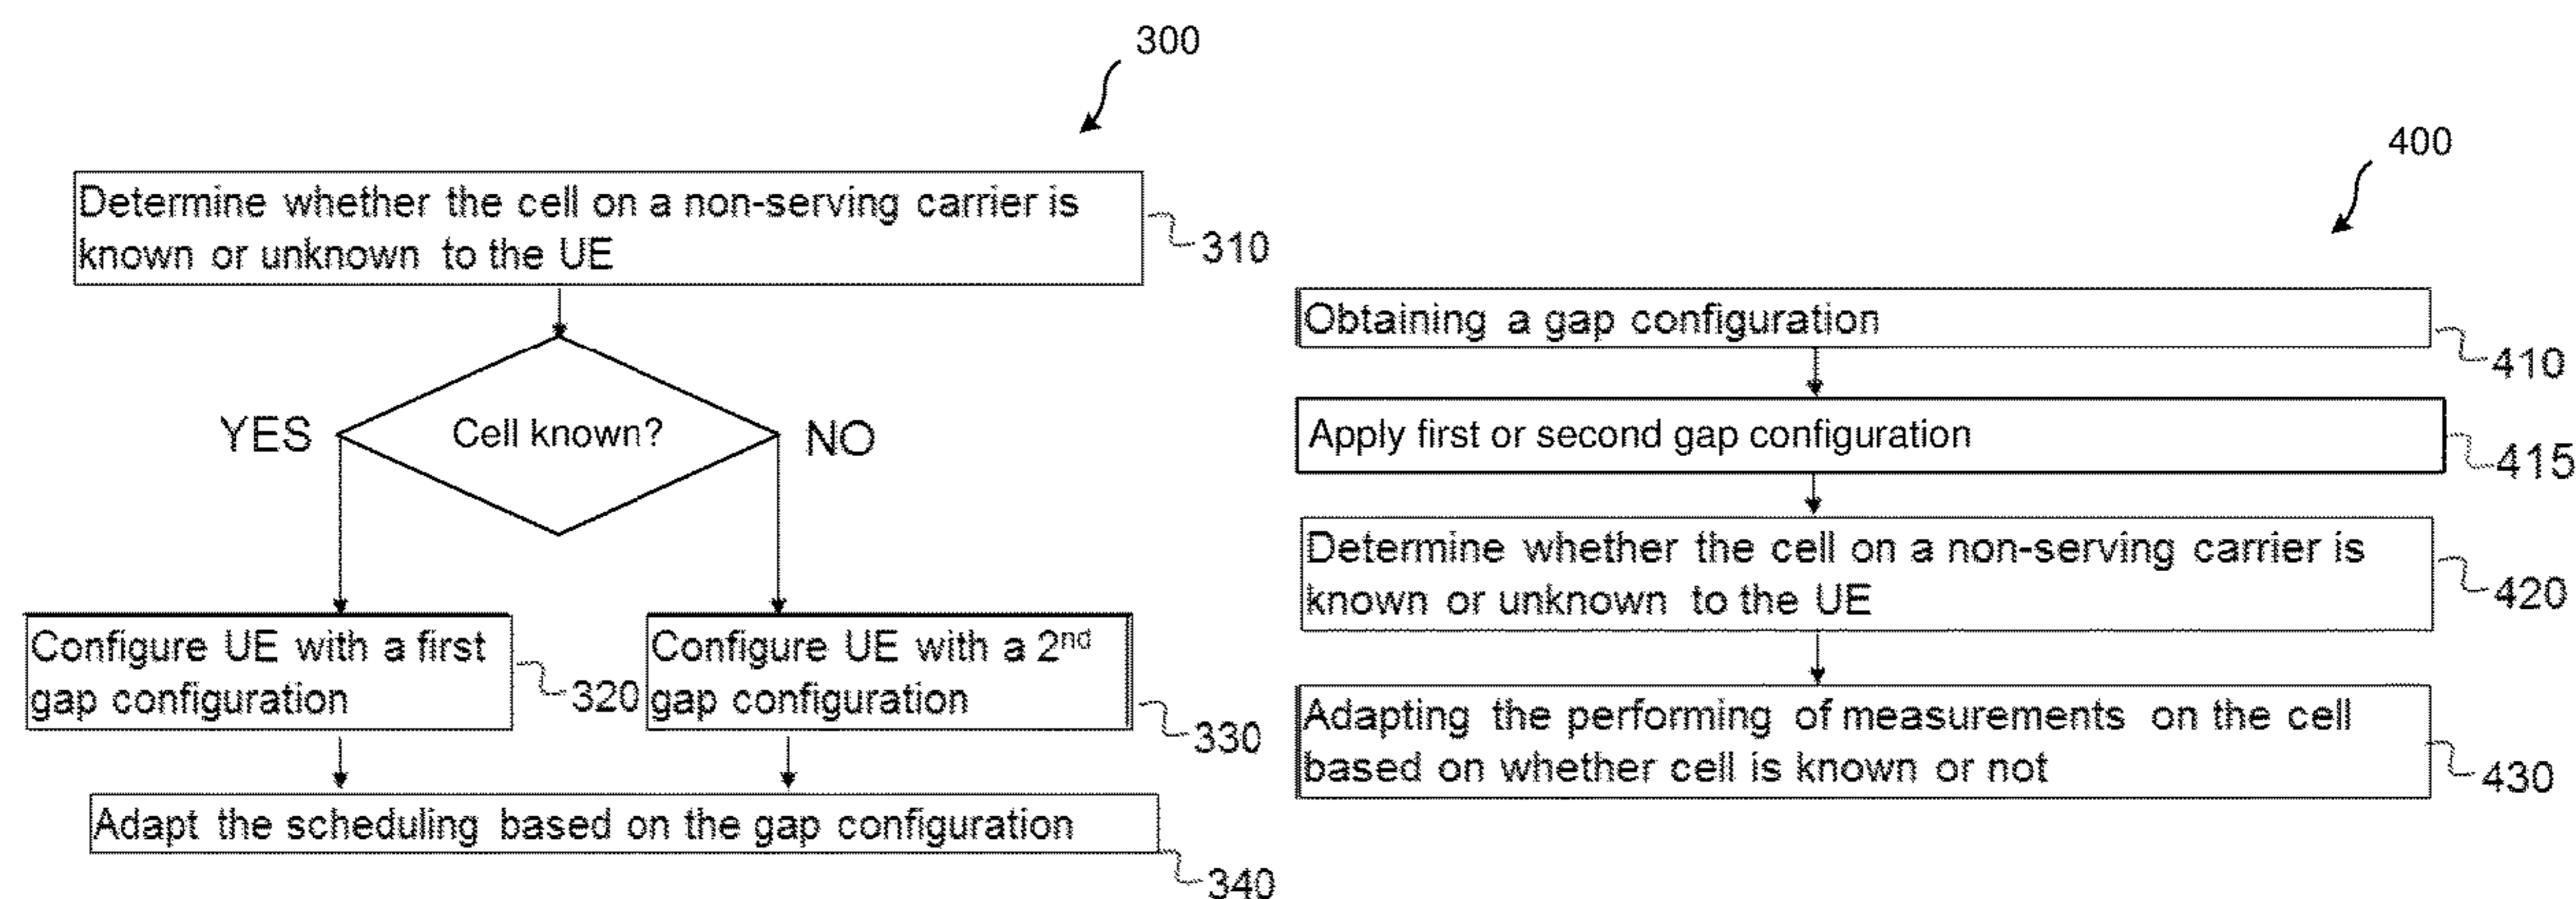 300
Determine whether the cell on a non-serving carrier is
known or unknown to the UE
310
Cell known?
YES
NO
Configure UE with a first
gap configuration
320
Configure UE with a 2nd
gap configuration
330
Adapt the scheduling based on the gap configuration
340
400
Obtaining a gap configuration
410
Apply first or second gap configuration
415
Determine whether the cell on a non-serving carrier is
known or unknown to the UE
420
Adapting the performing of measurements on the cell
based on whether cell is known or not
430